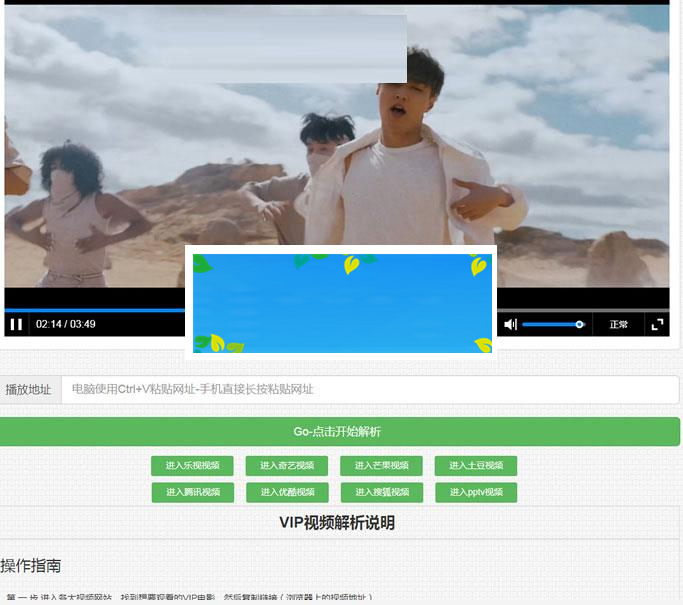 02:14 / 03:49
正常
播放地址
电脑使用Ctrl+V粘贴网址-手机直接长按粘贴网址
Go-点击开始解析
进入乐视视频
进入奇艺视频
进入芒果视频
进入土豆视频
进入腾讯视频
进入优酷视频
进入搜狐视频
进入pptv视频
VIP视频解析说明
操作指南
第 一 步 进入各大视频网站，找到想要观看的VIP电影，然后复制链接（浏览器上的视频地址）